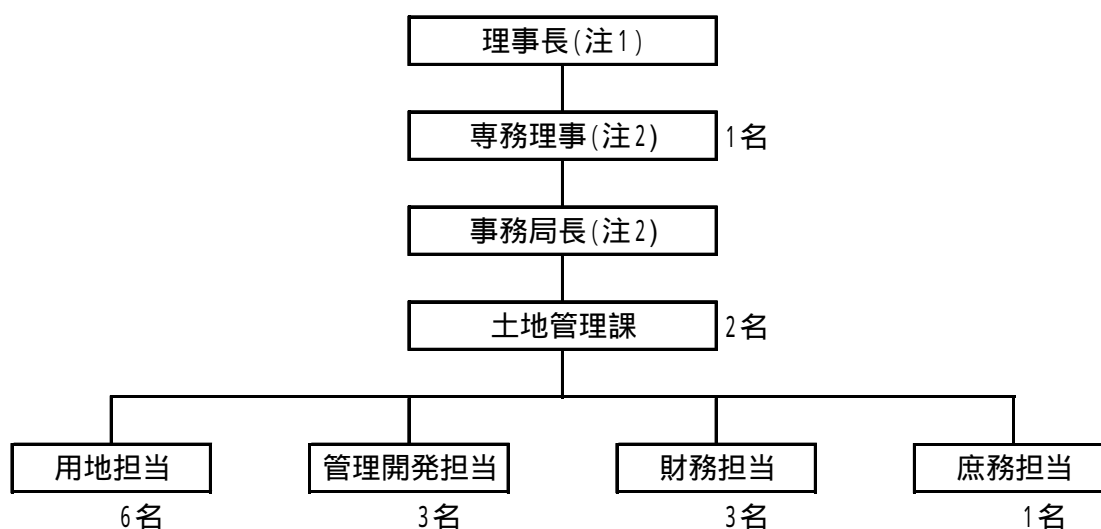 理事長(注1)
専務理事(注2) 1名
事務局長(注2)
土地管理課 2名
用地担当 管理開発担当 財務担当 庶務担当
6名 3名 3名 1名